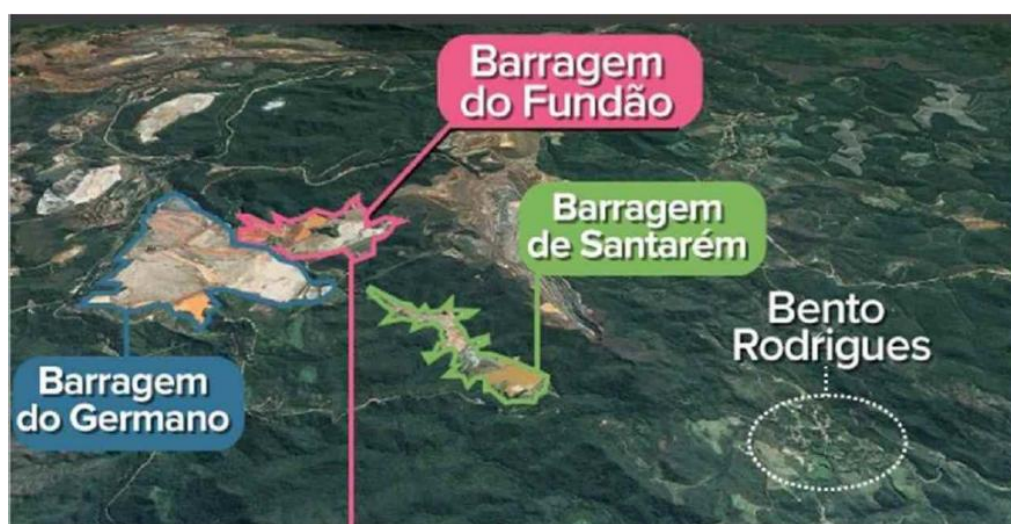 Barragem
do Fundão
Barragem
de Santarém
Bento
Rodrigues
Barragem
do Germano